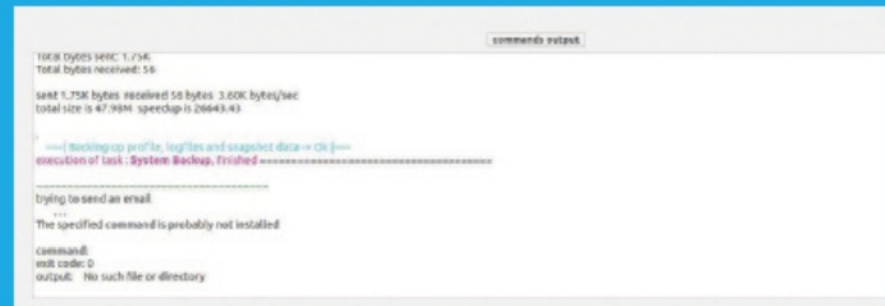 commands output
Total bytes sent: 1.75K
Total bytes received: 56
sent 1.75K bytes received 56 bytes 3.60K bytes/sec
total size is 47.98M speedup is 26643.43
---[ Backing up profile, logfiles and snapshot data-> Ok ]---
execution of task : System Backup, finished ======================================
----------------------------------------
trying to send an email
...
The specified command is probably not installed
command:
exit code: 0
output: No such file or directory